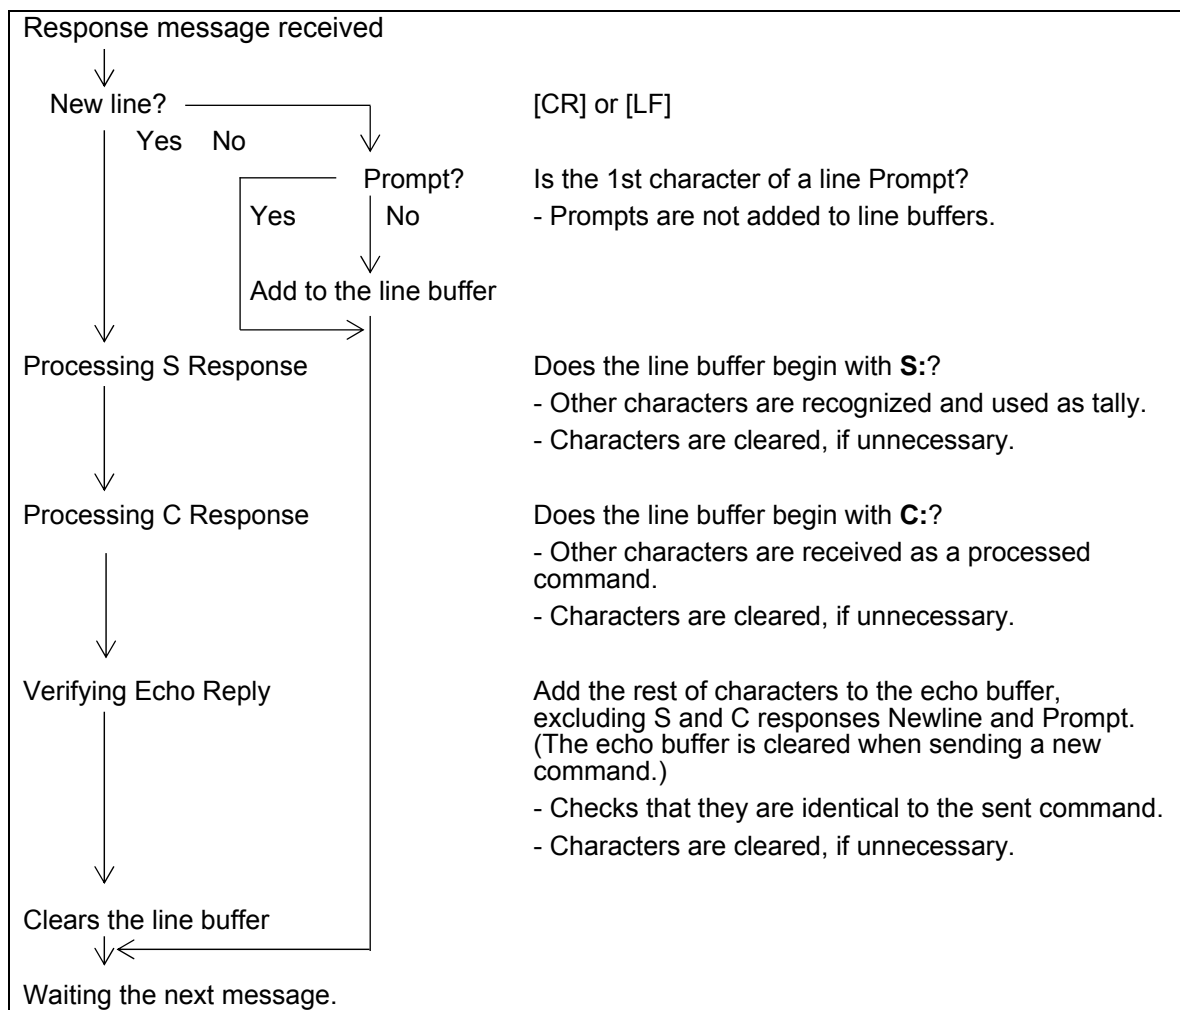 Response message received
New line?
[CR] or [LF]
Yes No
Prompt?
Is the 1st character of a line Prompt?
Yes No
- Prompts are not added to line buffers.
Add to the line buffer
Processing S Response
Does the line buffer begin with S:?
- Other characters are recognized and used as tally.
- Characters are cleared, if unnecessary.
Processing C Response
Does the line buffer begin with C:?
- Other characters are received as a processed
command.
- Characters are cleared, if unnecessary.
Verifying Echo Reply
Add the rest of characters to the echo buffer,
excluding S and C responses Newline and Prompt.
(The echo buffer is cleared when sending a new
command.)
- Checks that they are identical to the sent command.
- Characters are cleared, if unnecessary.
Clears the line buffer
Waiting the next message.